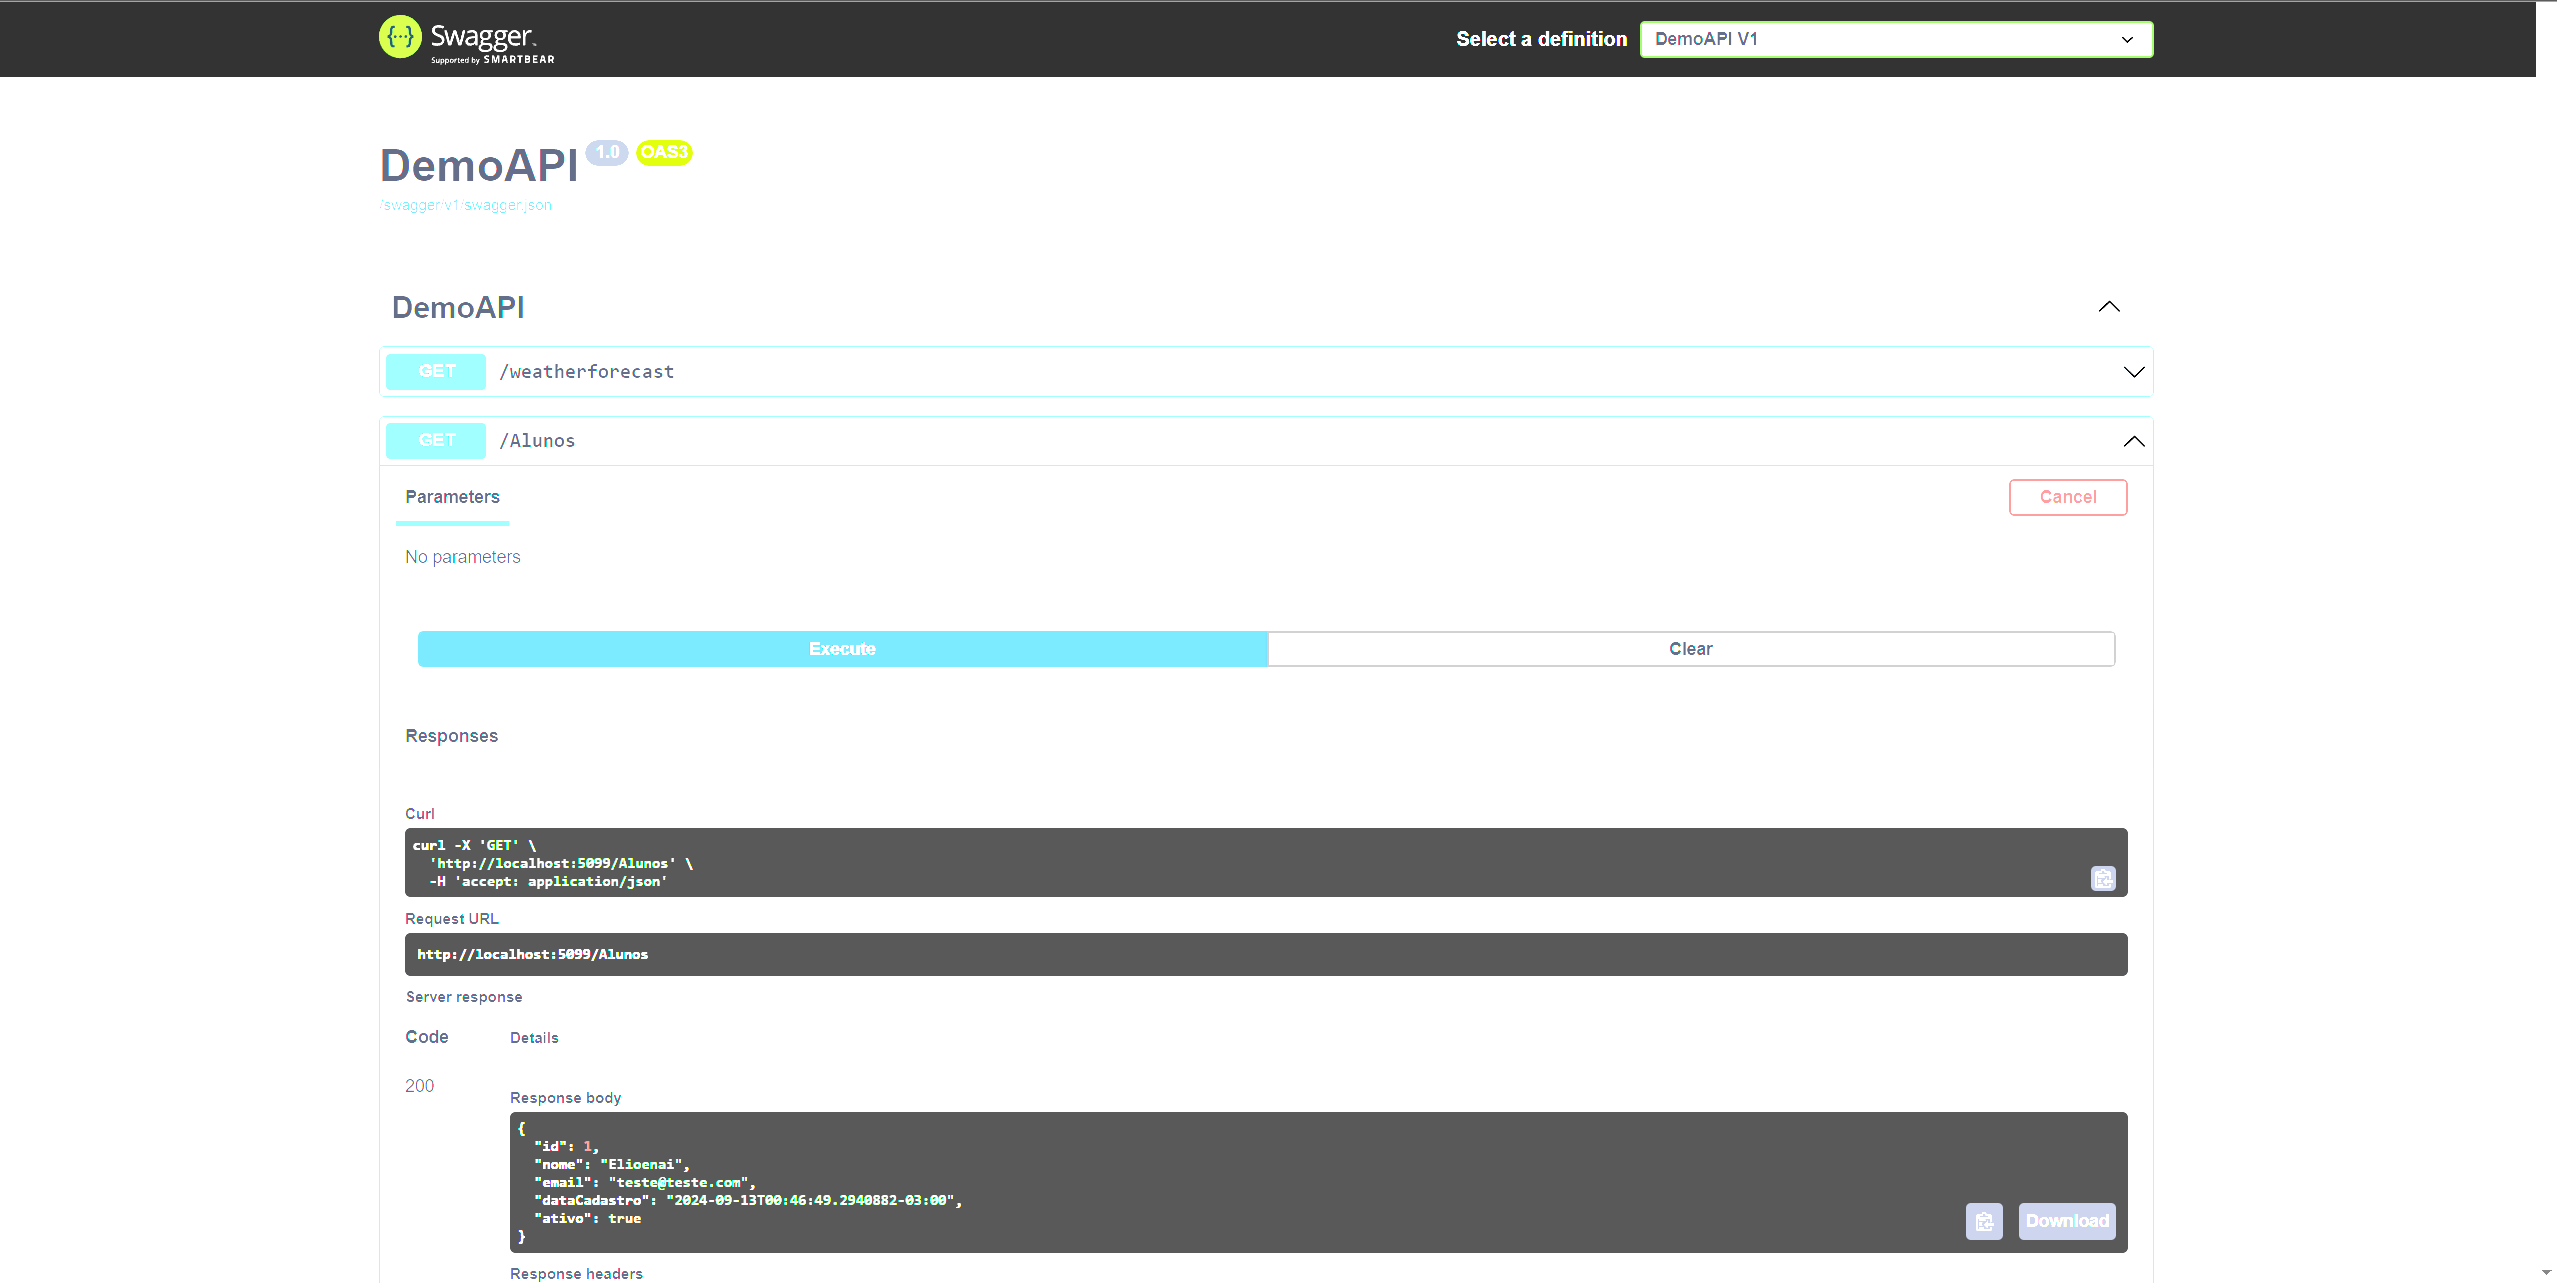 Swagger
Supported by SMARTBEAR
Select a definition
DemoAPI V1
DemoAPI 1.0 OAS3
/swagger/v1/swagger.json
DemoAPI
GET /weatherforecast
GET /Alunos
Parameters
Cancel
No parameters
Execute
Clear
Responses
Curl
curl -X 'GET' \
'http://localhost:5099/Alunos' \
-H 'accept: application/json'
Request URL
http://localhost:5099/Alunos
Server response
Code Details
200
Response body
{
"id": 1,
"nome": "Elioenai",
"email": "teste@teste.com",
"dataCadastro": "2024-09-13T00:46:49.2940882-03:00",
"ativo": true
}
Download
Response headers